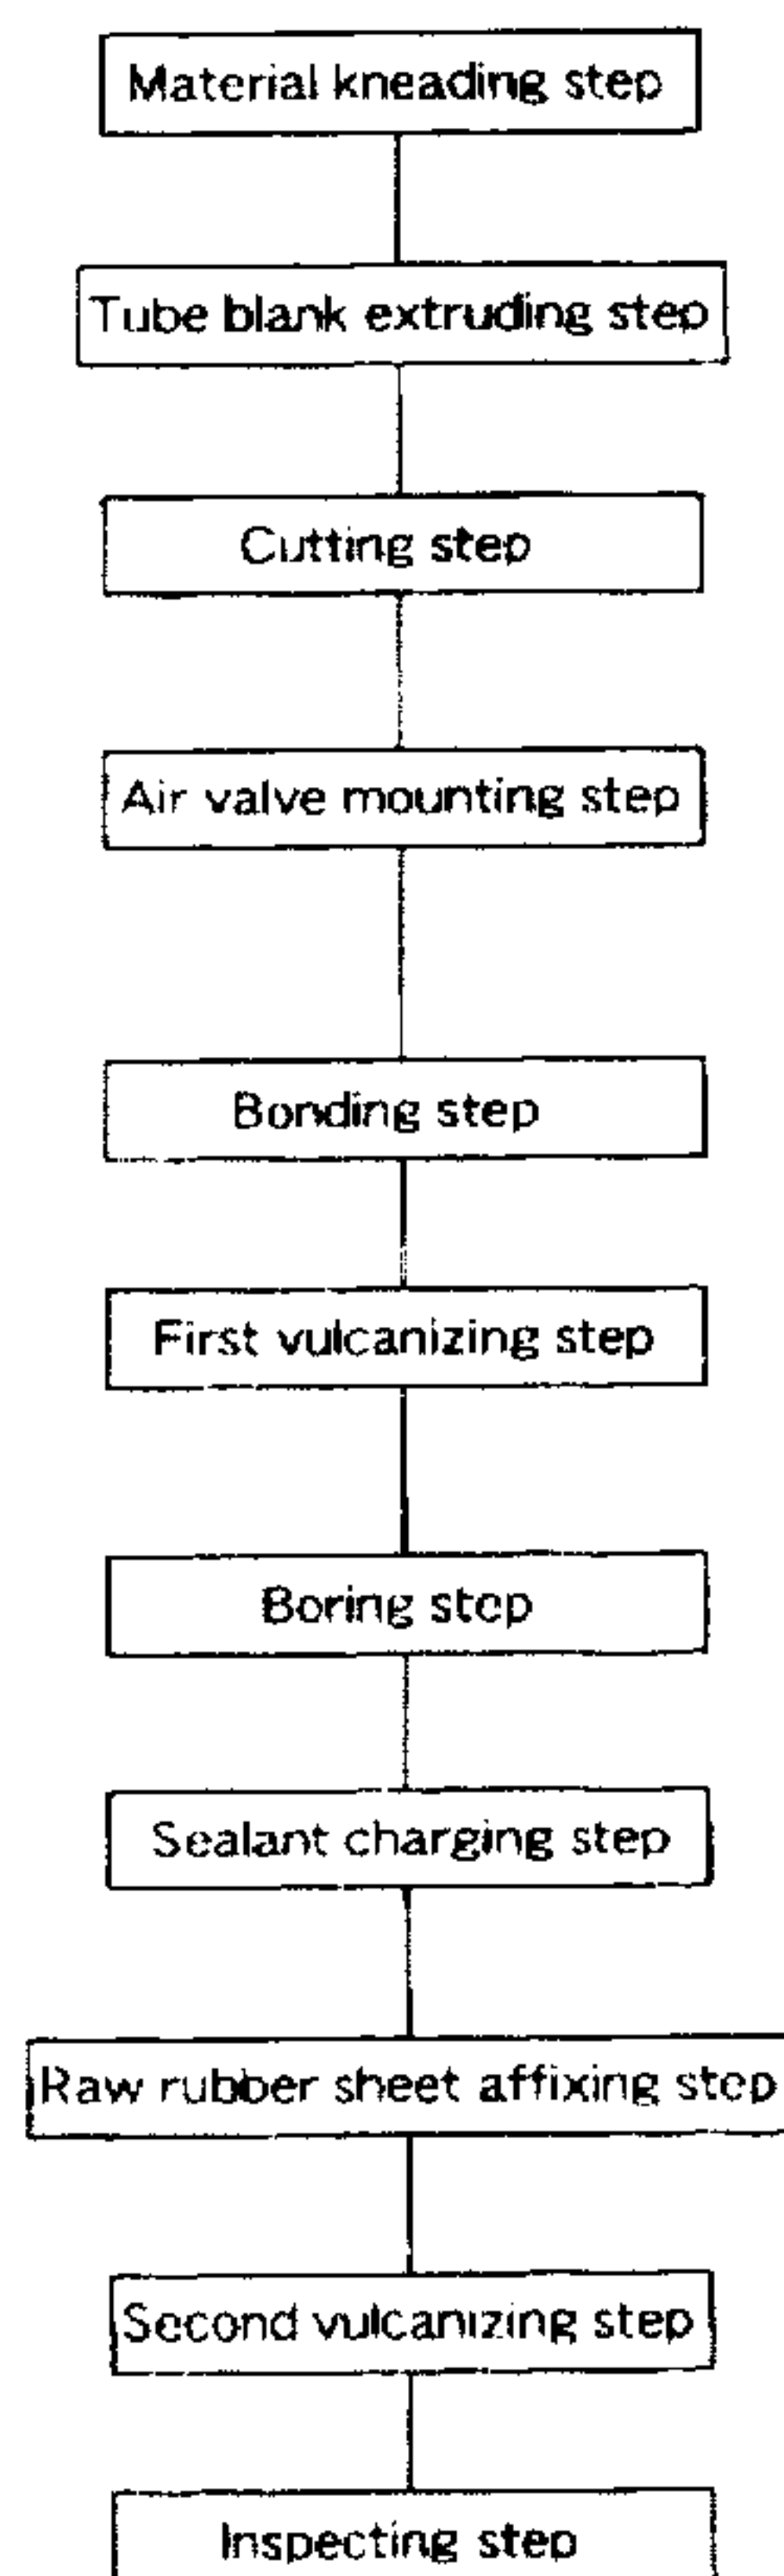 Material kneading step
Tube blank extruding step
Cutting step
Air valve mounting step
Bonding step
First vulcanizing step
Boring step
Sealant charging step
Raw rubber sheet affixing step
Second vulcanizing step
Inspecting step